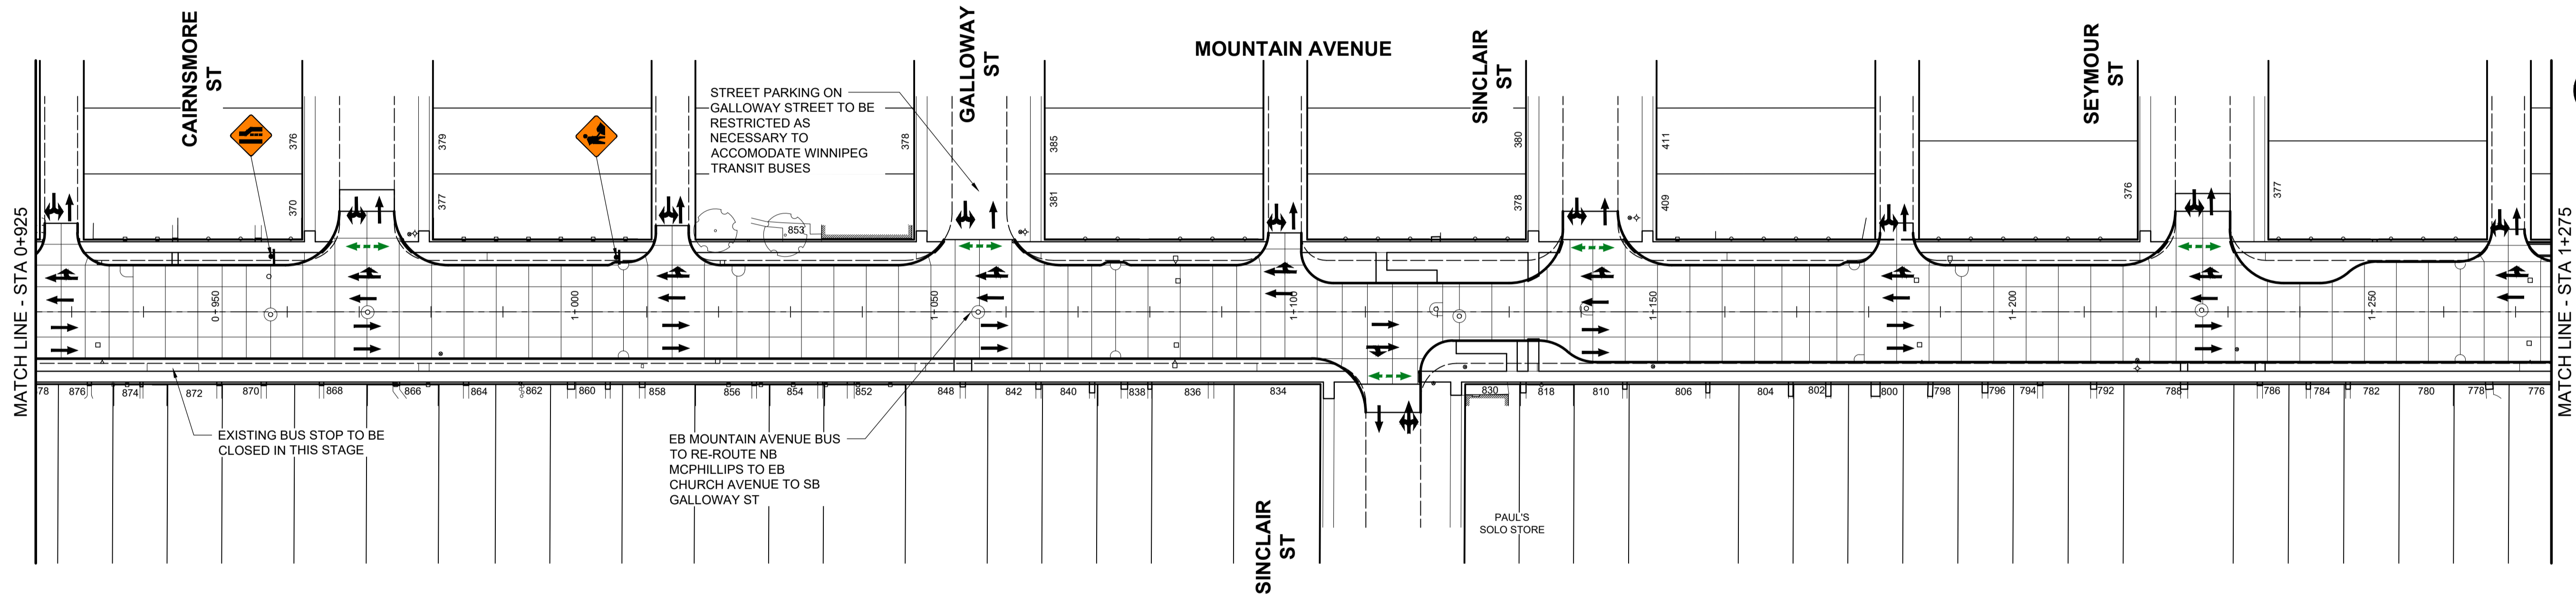 MOUNTAIN AVENUE
CAIRNSMORE
ST
GALLOWAY
ST
SINCLAIR
ST
SEYMOUR
ST
STREET PARKING ON
GALLOWAY STREET TO BE
RESTRICTED AS
NECESSARY TO
ACCOMODATE WINNIPEG
TRANSIT BUSES
376
370
379
377
378
853
385
381
380
378
411
409
376
377
MATCH LINE - STA 0+925
0+950
1+000
1+050
1+100
1+150
1+200
1+250
MATCH LINE - STA 1+275
78
876
874
872
870
868
866
864
862
860
858
856
854
852
848
842
840
838
836
834
830
818
810
806
804
802
800
798
796
794
792
788
786
784
782
780
778
776
EXISTING BUS STOP TO BE
CLOSED IN THIS STAGE
EB MOUNTAIN AVENUE BUS
TO RE-ROUTE NB
MCPHILLIPS TO EB
CHURCH AVENUE TO SB
GALLOWAY ST
SINCLAIR
ST
PAUL'S
SOLO STORE